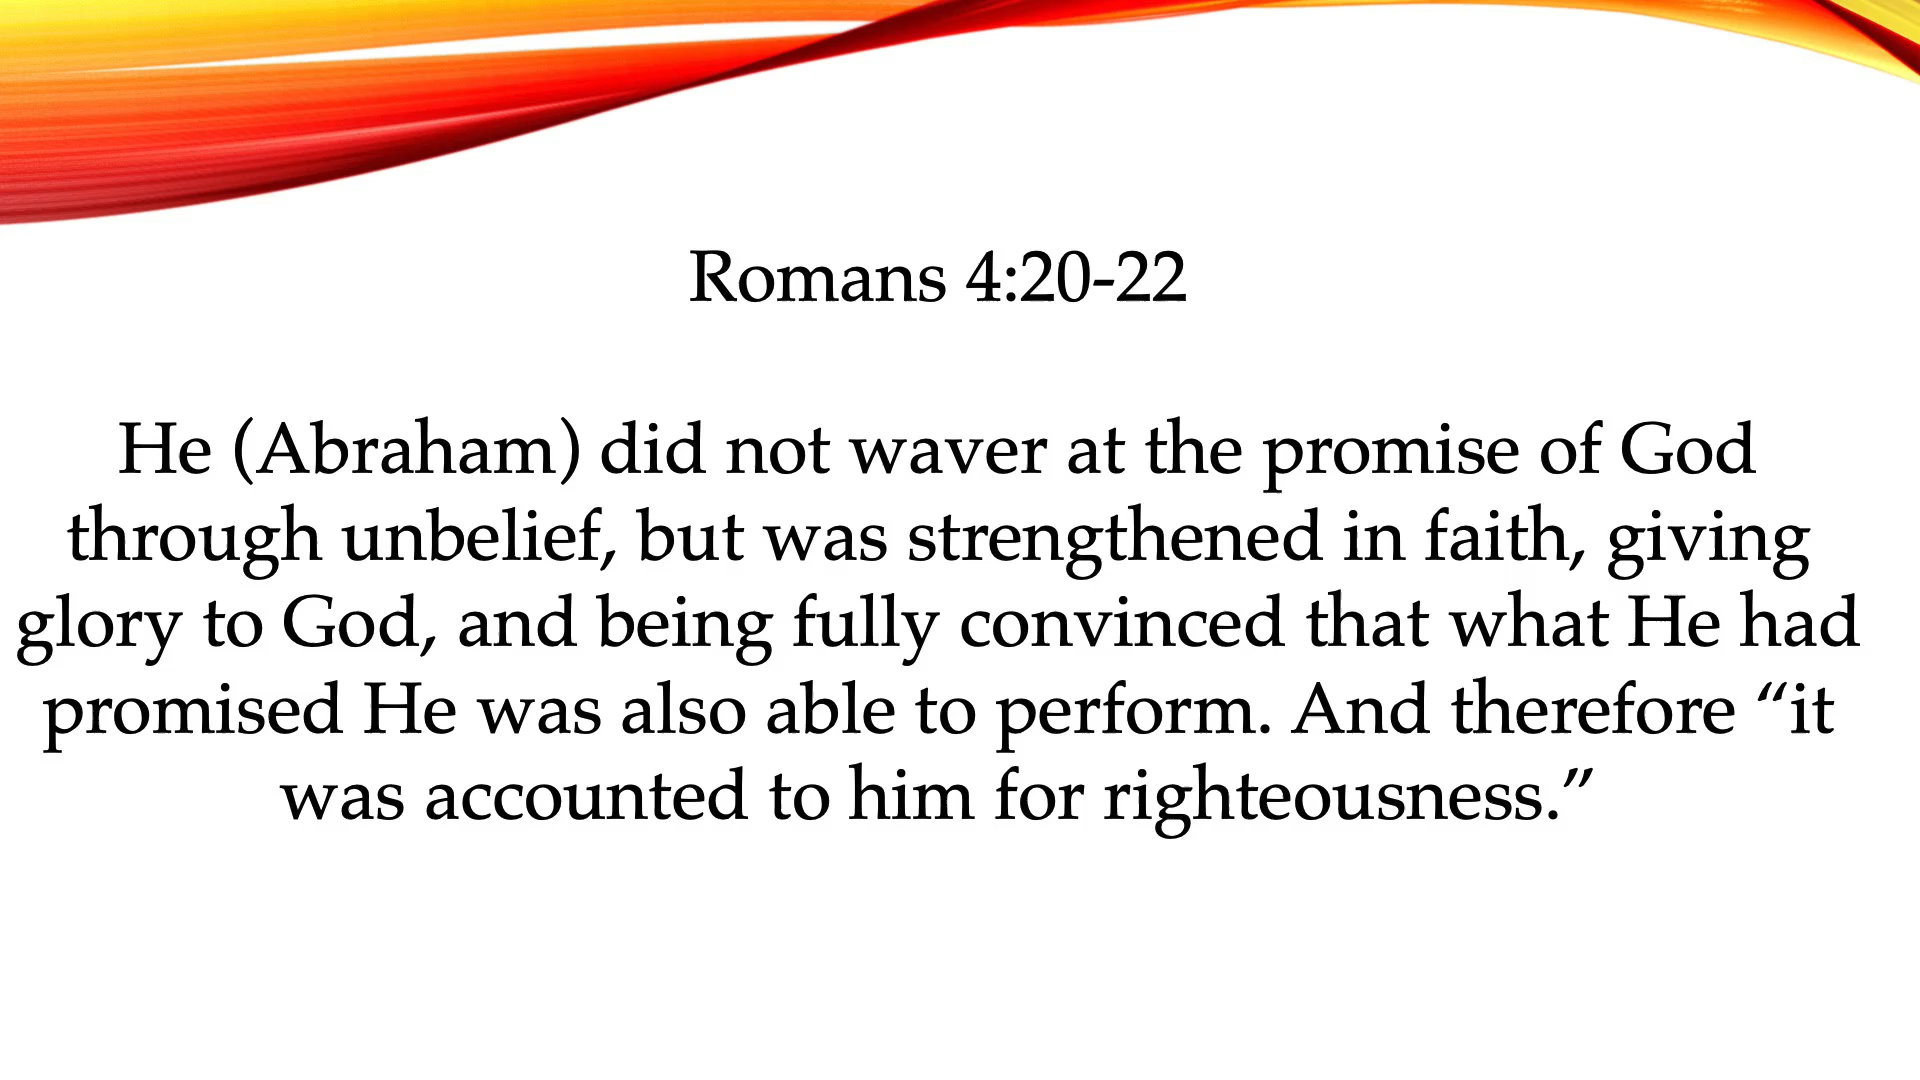 Romans 4:20-22
He (Abraham) did not waver at the promise of God
through unbelief, but was strengthened in faith, giving
glory to God, and being fully convinced that what He had
promised He was also able to perform. And therefore “it
was accounted to him for righteousness.”